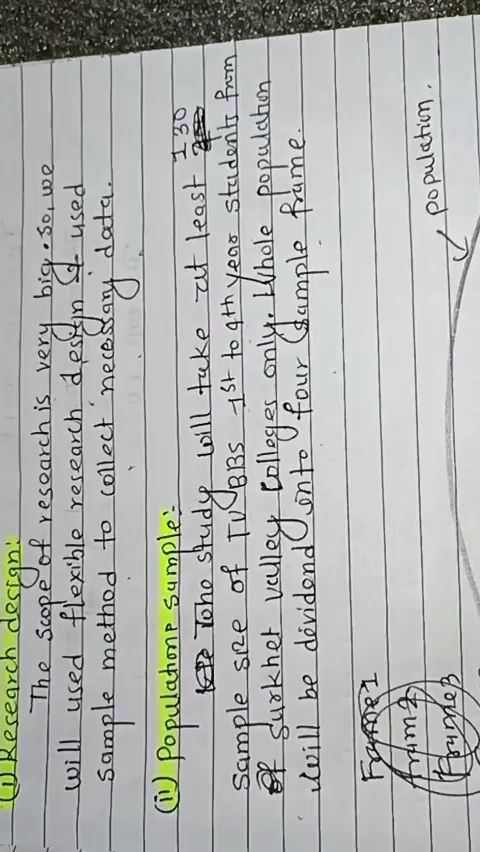 (i) Research design:
The scope of research is very big. so, we
will used flexible research design & used
sample method to collect necessary data.
(ii) Population & sample:
The study will take at least 130
sample size of TU BBS 1st to 4th year students from
surkhet valley Colleges only. Whole population
will be dividend onto four sample frame.
population.
Frame 1
Frame 2
Frame 3